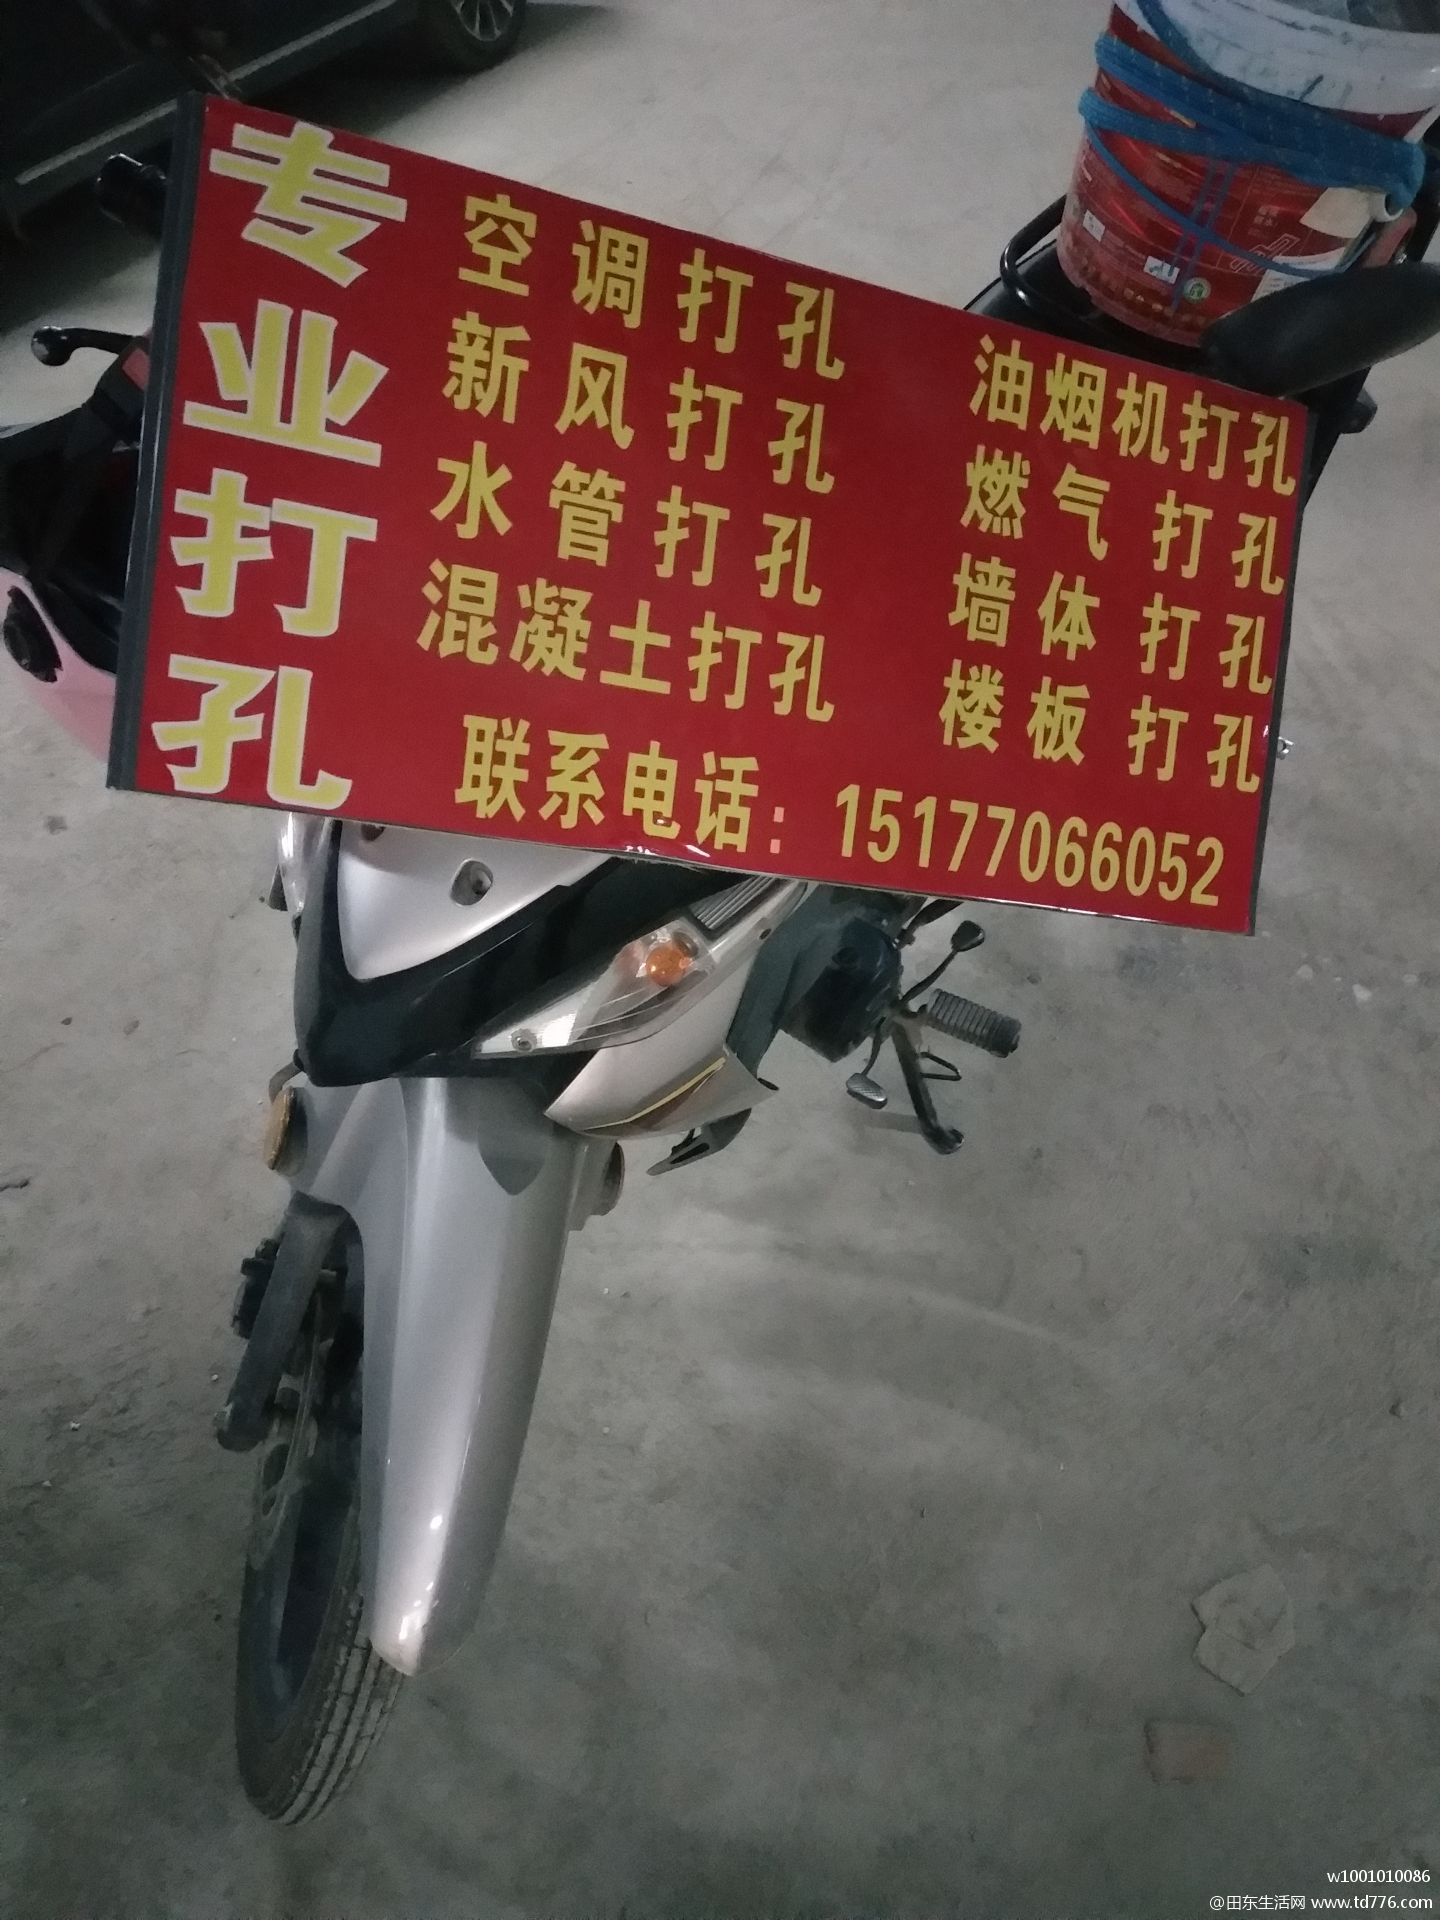 专业打孔
空调打孔 油烟机打孔
新风打孔 燃气打孔
水管打孔 墙体打孔
混凝土打孔 楼板打孔
联系电话：15177066052
w1001010086
@田东生活网 www.td776.com